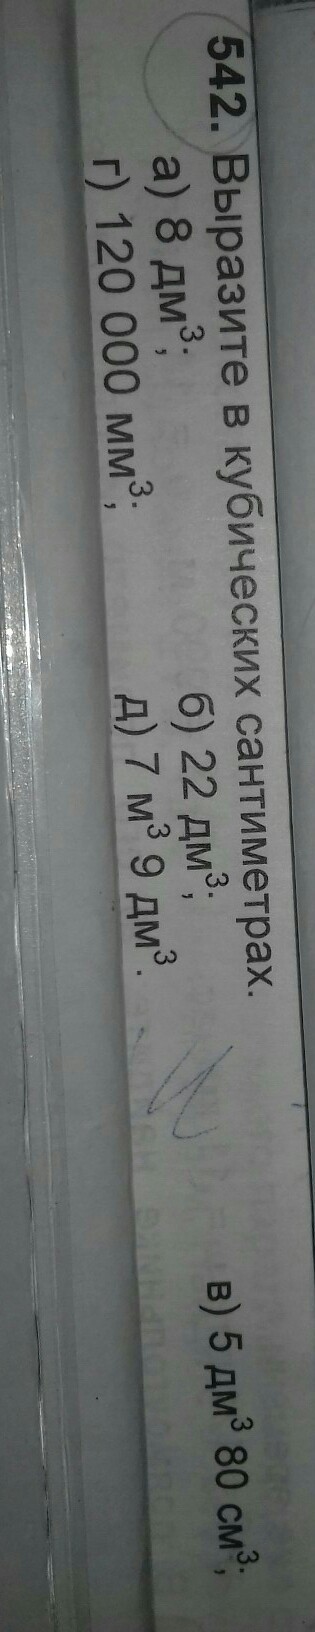 542. Выразите в кубических сантиметрах.
а) 8 дм³; б) 22 дм³; в) 5 дм³ 80 см³;
г) 120 000 мм³; д) 7 м³ 9 дм³.